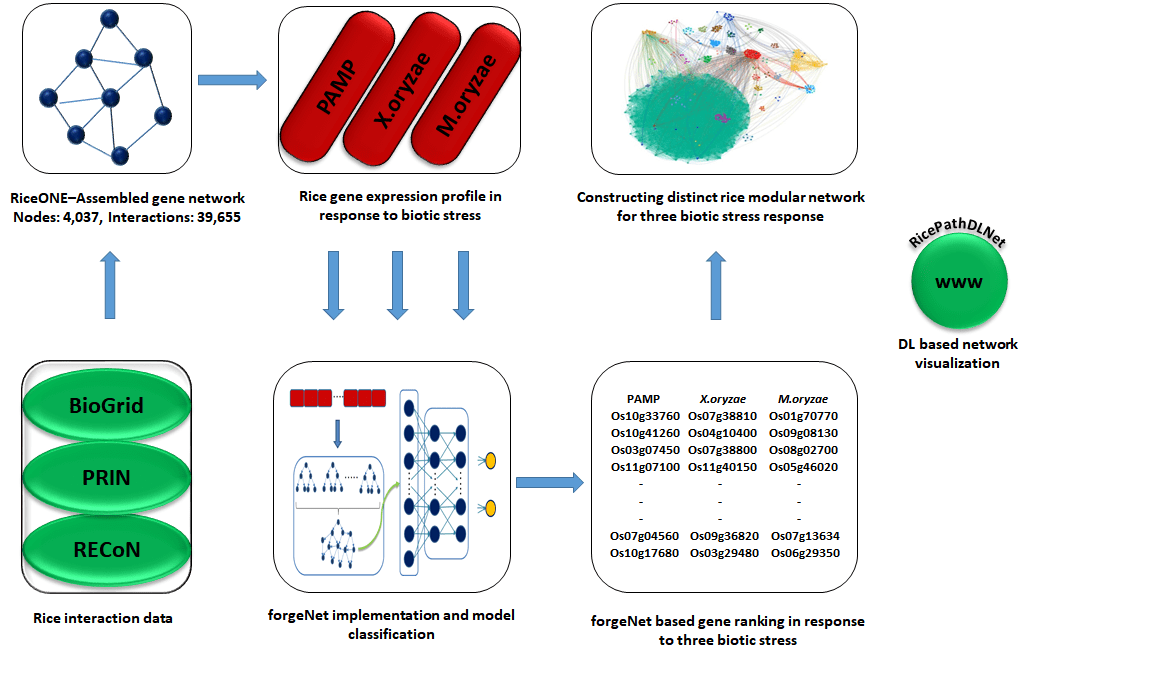 PAMP
X.oryzae
M.oryzae
RiceONE–Assembled gene network
Nodes: 4,037, Interactions: 39,655
Rice gene expression profile in
response to biotic stress
Constructing distinct rice modular network
for three biotic stress response
RicePathDLNet
www
DL based network
visualization
BioGrid
PRIN
RECoN
Rice interaction data
forgeNet implementation and model
classification
PAMP X.oryzae M.oryzae
Os10g33760 Os07g38810 Os01g70770
Os10g41260 Os04g10400 Os09g08130
Os03g07450 Os07g38800 Os08g02700
Os11g07100 Os11g40150 Os05g46020
- - -
- - -
- - -
Os07g04560 Os09g36820 Os07g13634
Os10g17680 Os03g29480 Os06g29350
forgeNet based gene ranking in response
to three biotic stress